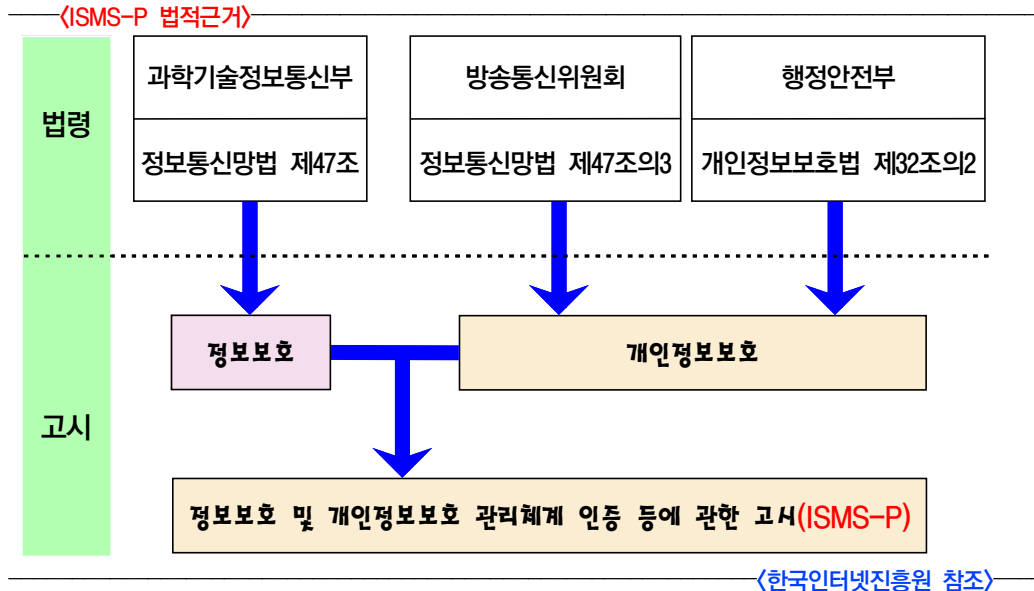 <ISMS-P 법적근거>
법령
과학기술정보통신부
방송통신위원회
행정안전부
정보통신망법 제47조
정보통신망법 제47조의3
개인정보보호법 제32조의2
고시
정보보호
개인정보보호
정보보호 및 개인정보보호 관리체계 인증 등에 관한 고시(ISMS-P)
<한국인터넷진흥원 참조>